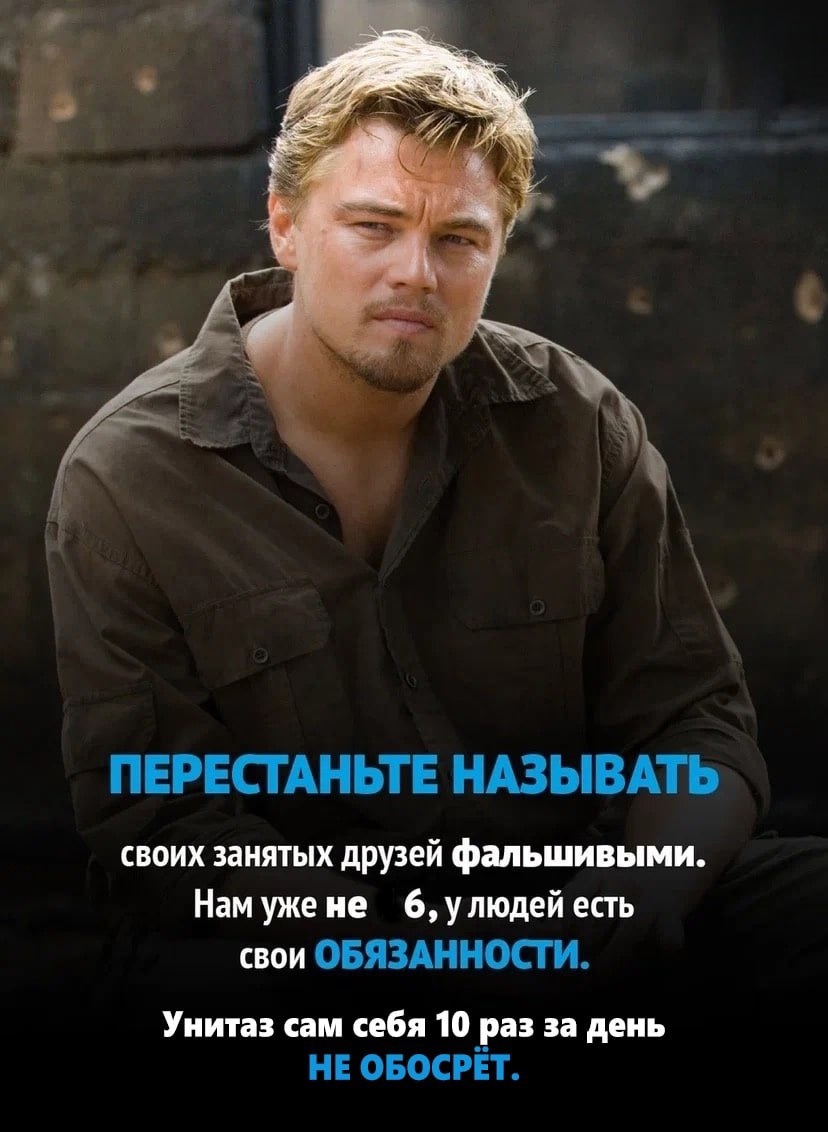 ПЕРЕСТАНЬТЕ НАЗЫВАТЬ
своих занятых друзей фальшивыми.
Нам уже не 6, у людей есть
свои ОБЯЗАННОСТИ.
Унитаз сам себя 10 раз за день
НЕ ОБОСРЁТ.